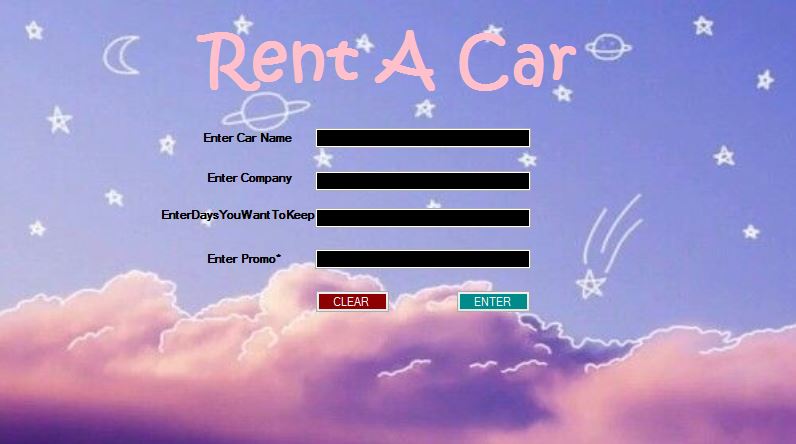 Rent A Car
Enter Car Name
Enter Company
EnterDaysYouWantToKeep
Enter Promo*
CLEAR
ENTER